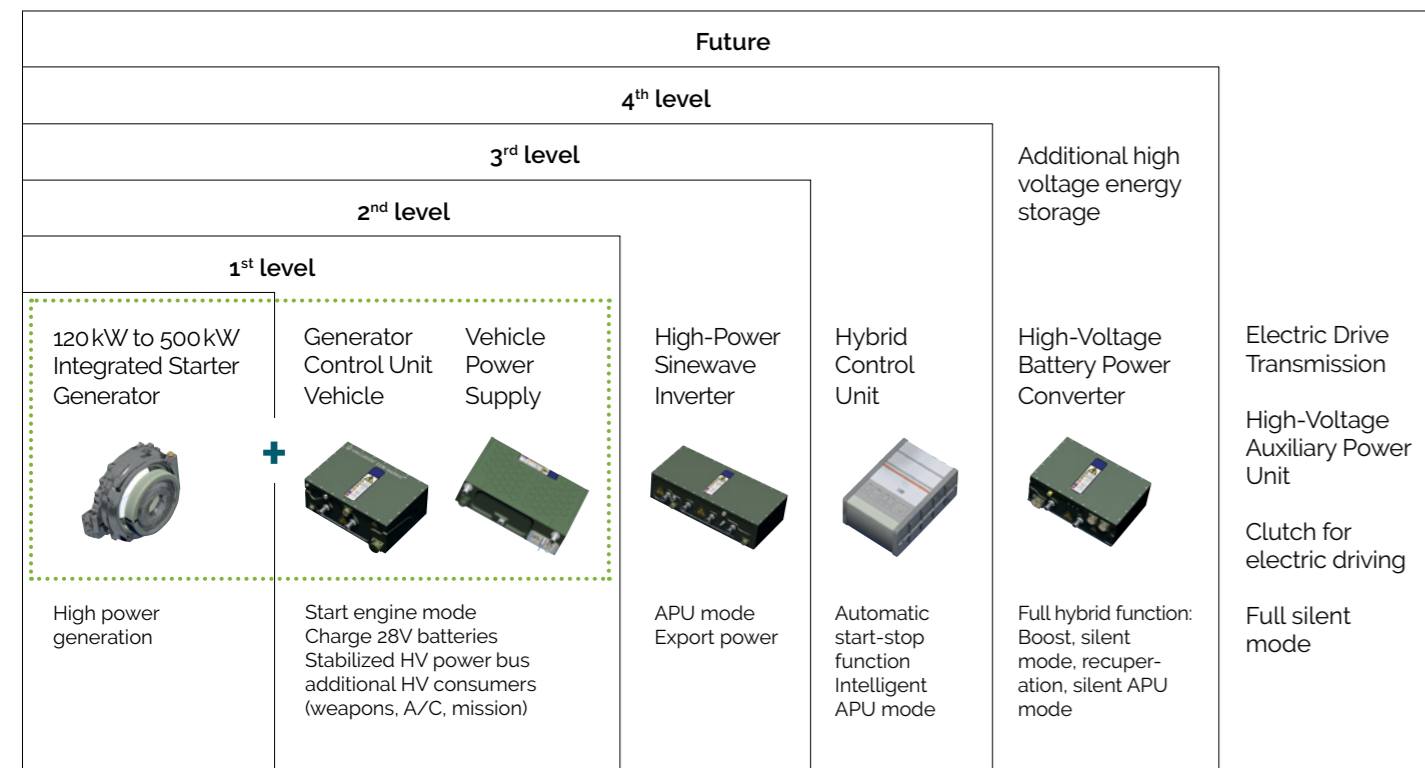 Future
4th level
3rd level
2nd level
1st level
Additional high
voltage energy
storage
120 kW to 500 kW
Integrated Starter
Generator
+
Generator
Control Unit
Vehicle
Vehicle
Power
Supply
High-Power
Sinewave
Inverter
Hybrid
Control
Unit
High-Voltage
Battery Power
Converter
Electric Drive
Transmission
High-Voltage
Auxiliary Power
Unit
Clutch for
electric driving
Full silent
mode
High power
generation
Start engine mode
Charge 28V batteries
Stabilized HV power bus
additional HV consumers
(weapons, A/C, mission)
APU mode
Export power
Automatic
start-stop
function
Intelligent
APU mode
Full hybrid function:
Boost, silent
mode, recuper-
ation, silent APU
mode